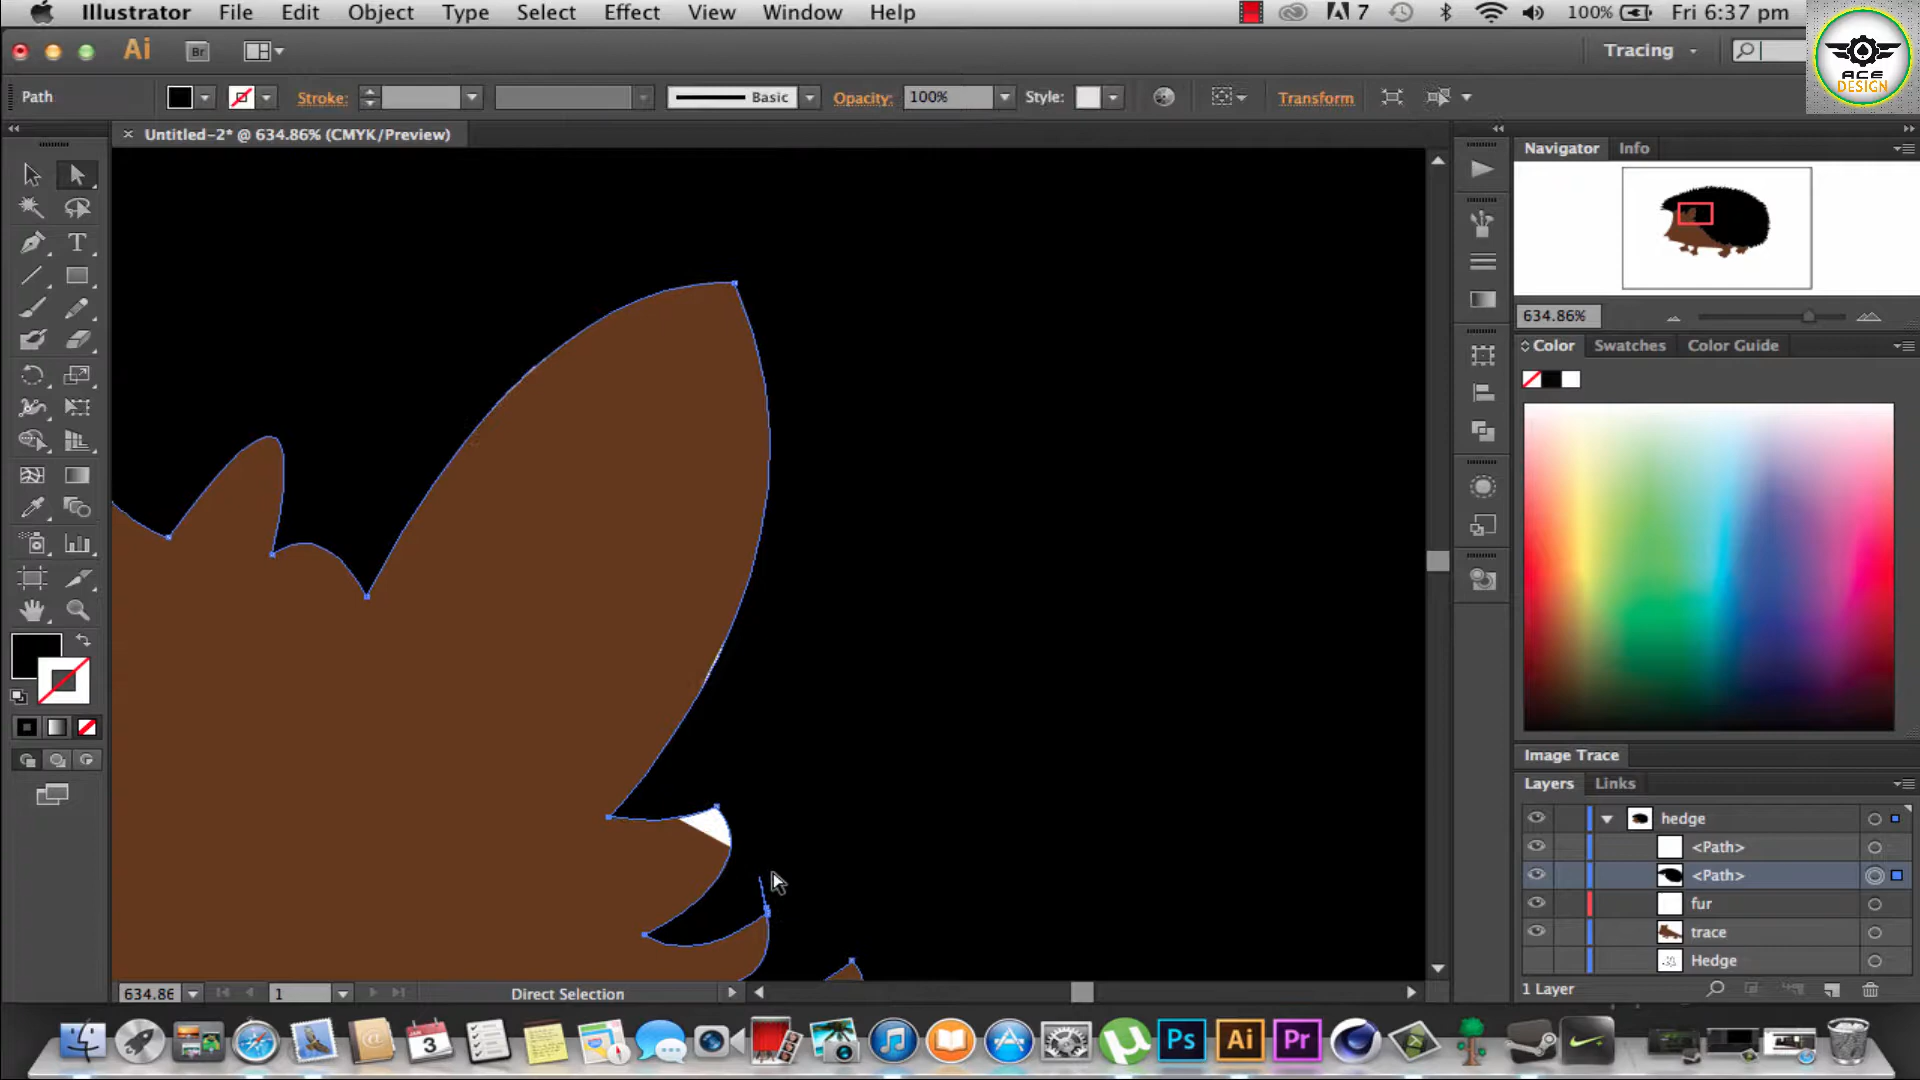 Illustrator File Edit Object Type Select Effect View Window Help
7 100% Fri 6:37 pm
Ai Br Tracing
ACE
DESIGN
Path Stroke: Basic Opacity: 100% Style: Transform
Untitled-2* @ 634.86% (CMYK/Preview)
Navigator Info
634.86%
Color Swatches Color Guide
Image Trace
Layers Links
hedge
<Path>
<Path>
fur
trace
Hedge
1 Layer
634.86 1 Direct Selection
JAN
3
Ps Ai Pr